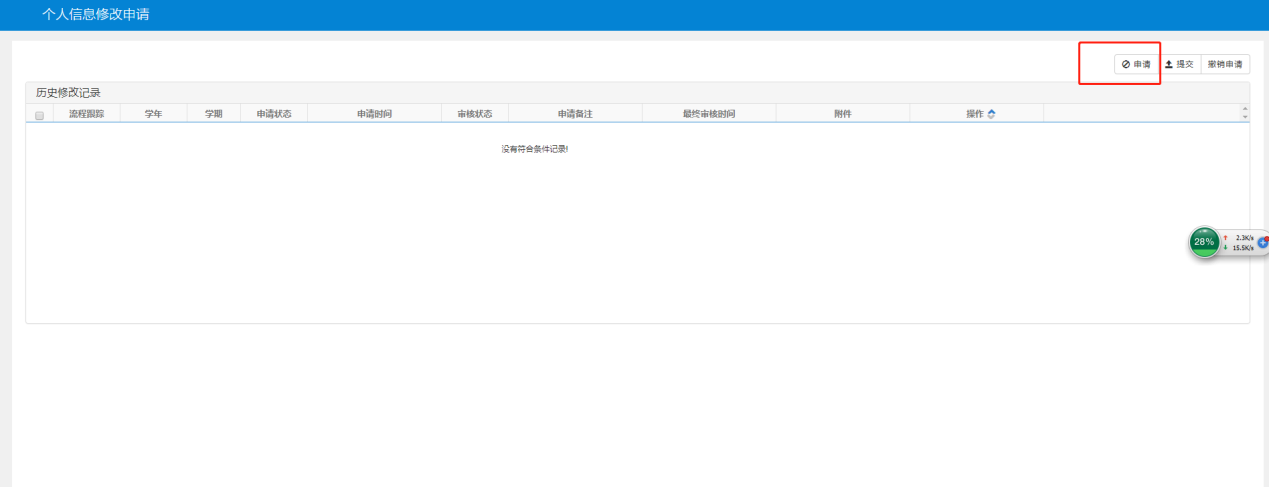 个人信息修改申请
申请 提交 撤销申请
历史修改记录
流程跟踪 学年 学期 申请状态 申请时间 审核状态 申请备注 最终审核时间 附件 操作
没有符合条件记录!
28% ↑ 2.3K/s
↓ 15.5K/s